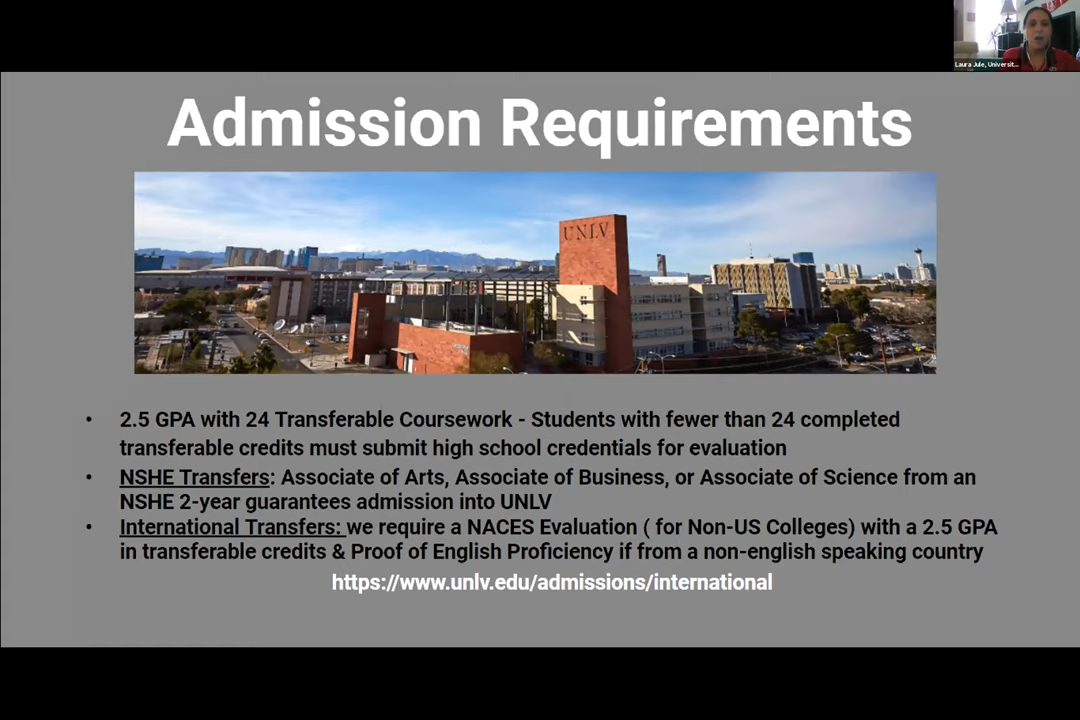 Laura Jule, Universit...
Admission Requirements
UNLV
• 2.5 GPA with 24 Transferable Coursework - Students with fewer than 24 completed
transferable credits must submit high school credentials for evaluation
• NSHE Transfers: Associate of Arts, Associate of Business, or Associate of Science from an
NSHE 2-year guarantees admission into UNLV
• International Transfers: we require a NACES Evaluation ( for Non-US Colleges) with a 2.5 GPA
in transferable credits & Proof of English Proficiency if from a non-english speaking country
https://www.unlv.edu/admissions/international